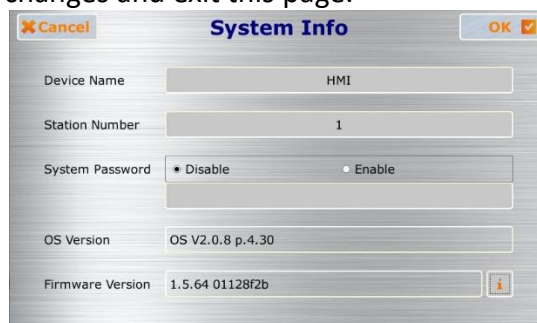 changes and exit this page.
Cancel System Info OK
Device Name HMI
Station Number 1
System Password Disable Enable
OS Version OS V2.0.8 p.4.30
Firmware Version 1.5.64 01128f2b i